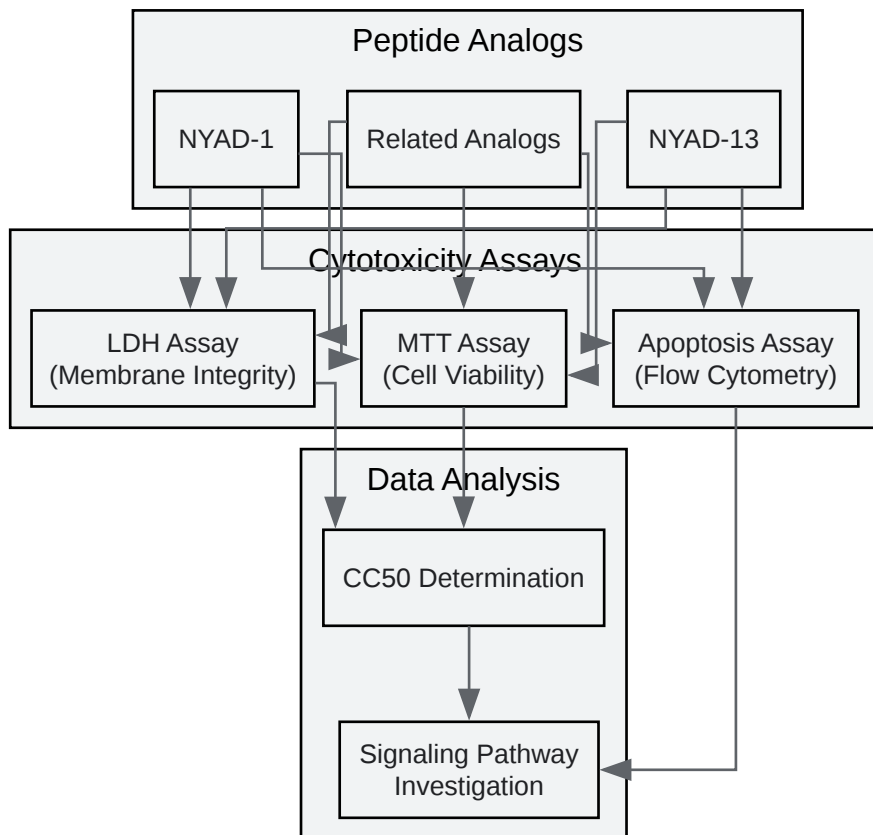 Peptide Analogs
NYAD-1
Related Analogs
NYAD-13
Cytotoxicity Assays
LDH Assay
(Membrane Integrity)
MTT Assay
(Cell Viability)
Apoptosis Assay
(Flow Cytometry)
Data Analysis
CC50 Determination
Signaling Pathway
Investigation